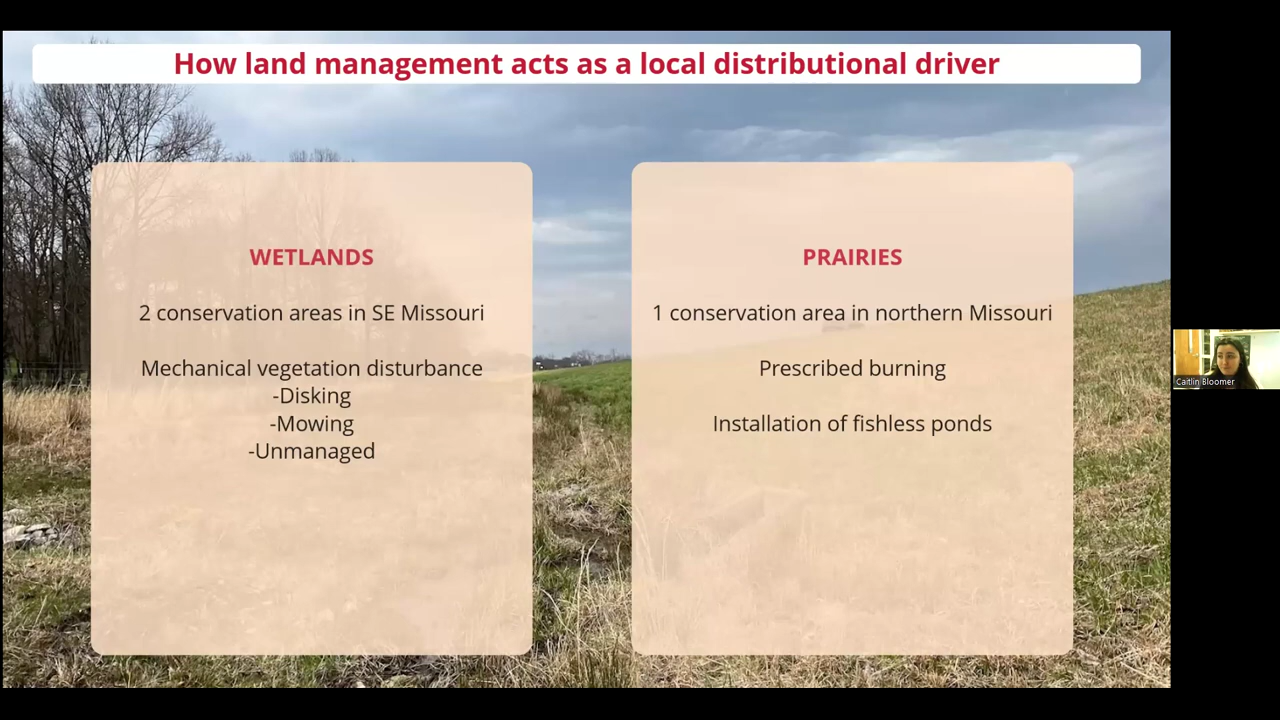 How land management acts as a local distributional driver
WETLANDS
2 conservation areas in SE Missouri
Mechanical vegetation disturbance
-Disking
-Mowing
-Unmanaged
PRAIRIES
1 conservation area in northern Missouri
Prescribed burning
Installation of fishless ponds
Caitlin Bloomer